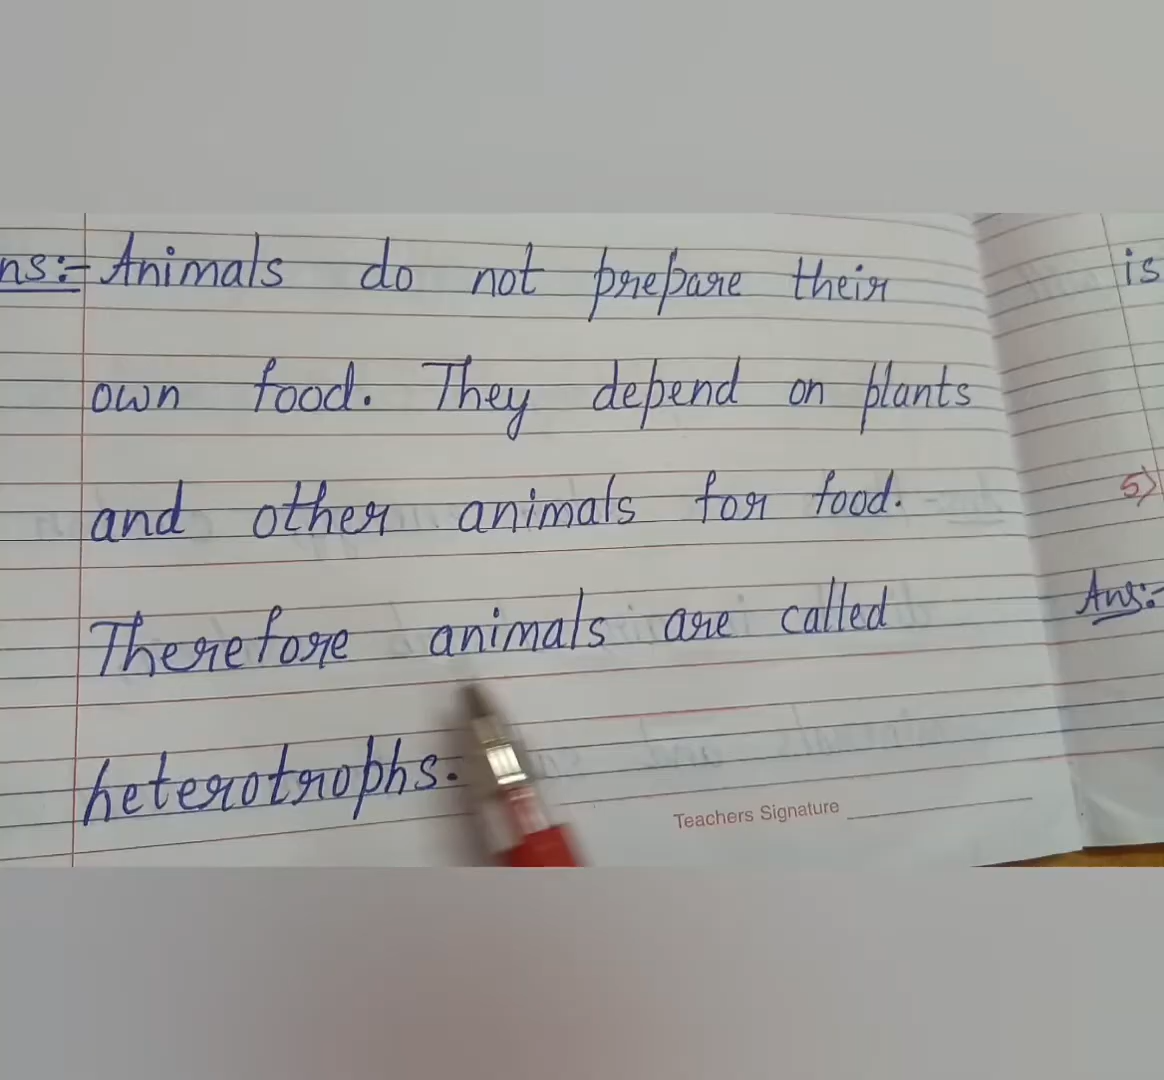 ns:- Animals do not prepare their
own food. They depend on plants
and other animals for food.
Therefore animals are called
heterotrophs.
Teachers Signature
is
5)
Ans:-